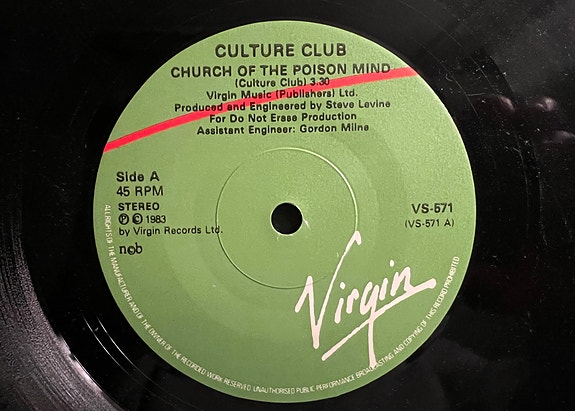 CULTURE CLUB
CHURCH OF THE POISON MIND
(Culture Club) 3.30
Virgin Music (Publishers) Ltd.
Produced and Engineered by Steve Levine
For Do Not Erase Production
Assistant Engineer: Gordon Milne
Side A
45 RPM
STEREO
Ⓟ © 1983
by Virgin Records Ltd.
n©b
VS-571
(VS-571 A)
Virgin
ALL RIGHTS OF THE MANUFACTURER AND OF THE OWNER OF THE RECORDED WORK RESERVED. UNAUTHORISED PUBLIC PERFORMANCE BROADCASTING AND COPYING OF THIS RECORD PROHIBITED